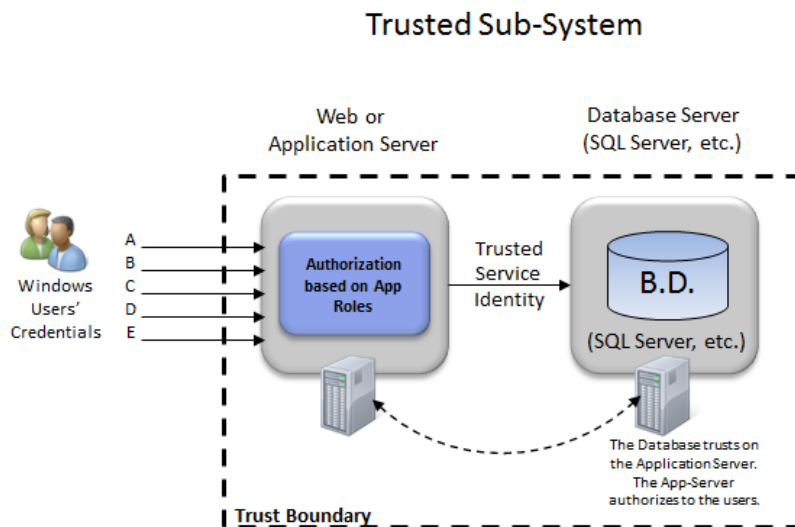 Trusted Sub-System
Web or
Application Server
Database Server
(SQL Server, etc.)
Windows
Users'
Credentials
A
B
C
D
E
Authorization
based on App
Roles
Trusted
Service
Identity
B.D.
(SQL Server, etc.)
The Database trusts on
the Application Server.
The App-Server
authorizes to the users.
Trust Boundary